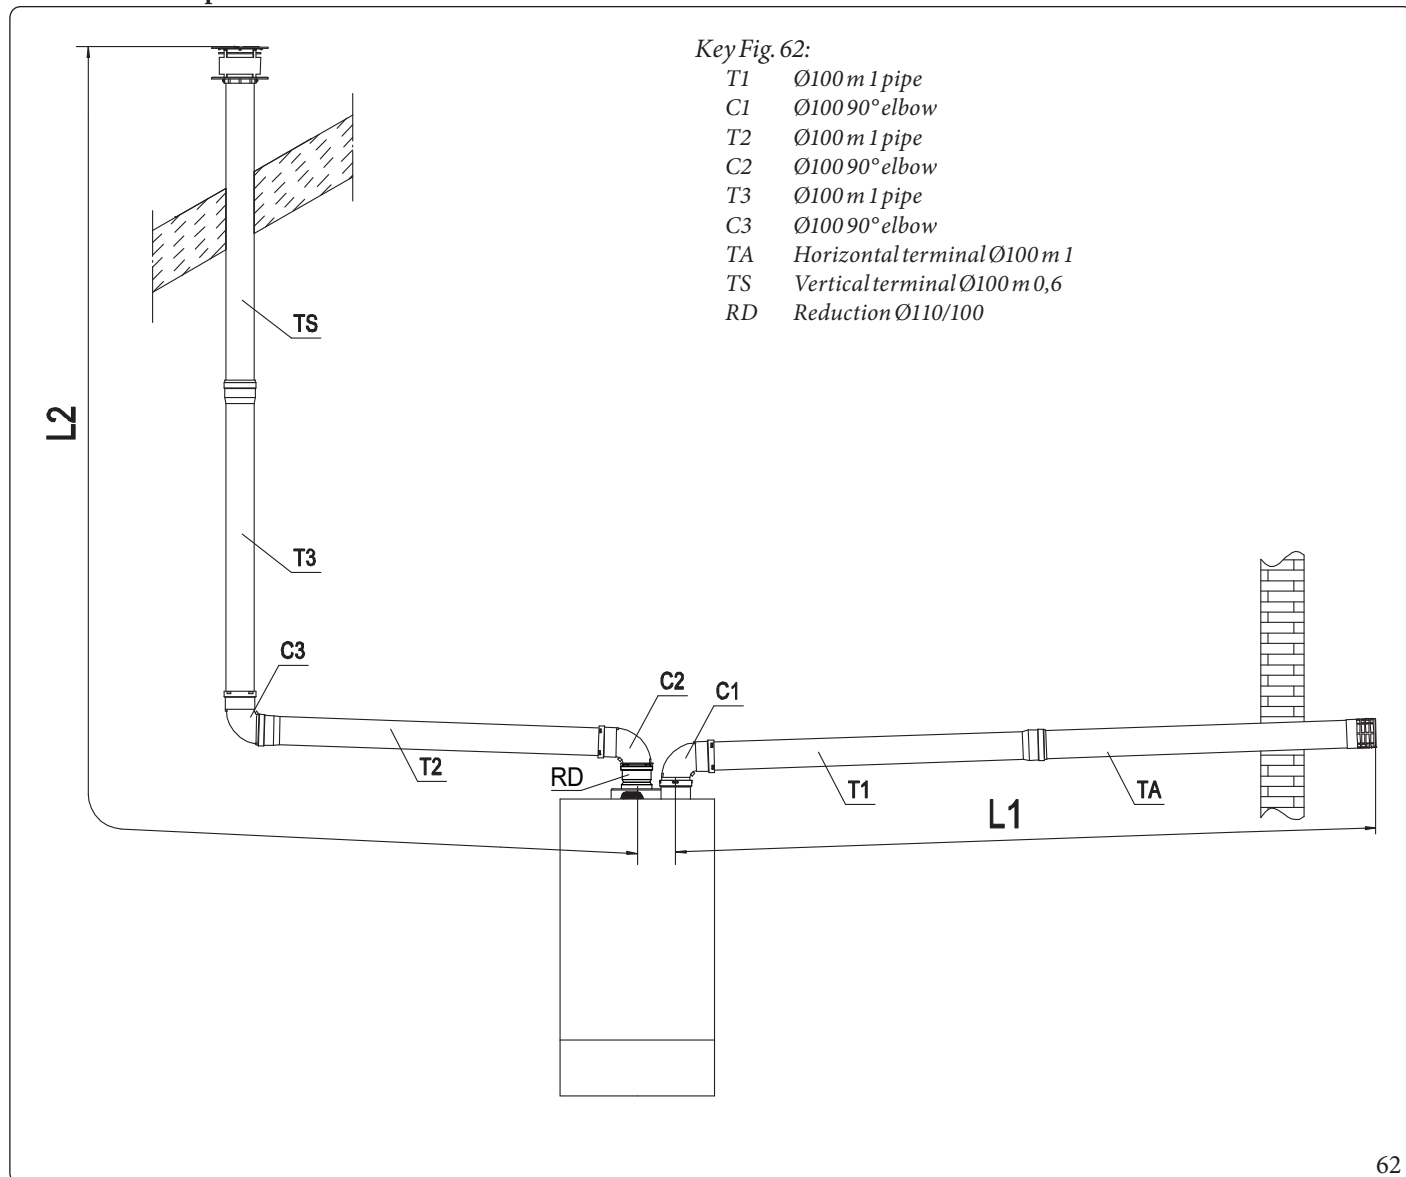 Key Fig. 62:
T1 Ø100 m 1 pipe
C1 Ø100 90° elbow
T2 Ø100 m 1 pipe
C2 Ø100 90° elbow
T3 Ø100 m 1 pipe
C3 Ø100 90° elbow
TA Horizontal terminal Ø100 m 1
TS Vertical terminal Ø100 m 0,6
RD Reduction Ø110/100
TS
L2
T3
C3
C2
C1
T2
RD
T1
TA
L1
62